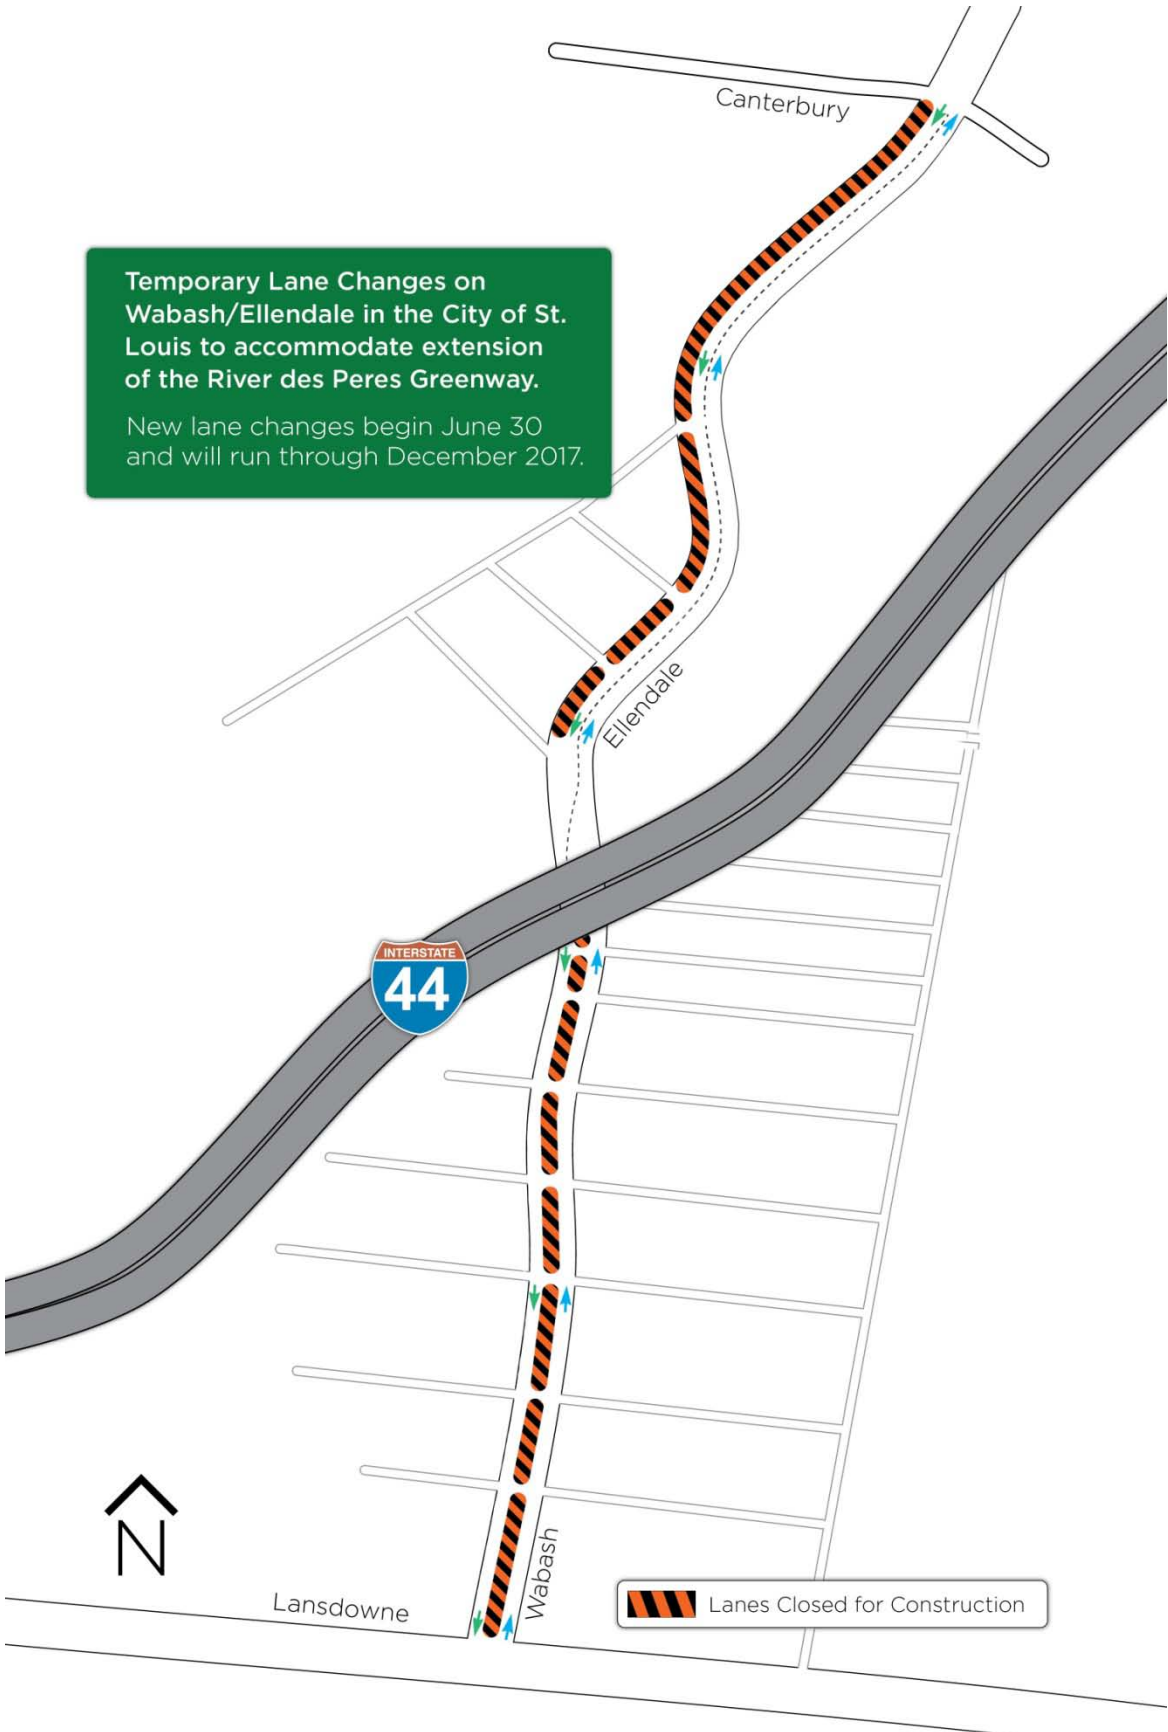 Canterbury
Temporary Lane Changes on
Wabash/Ellendale in the City of St.
Louis to accommodate extension
of the River des Peres Greenway.
New lane changes begin June 30
and will run through December 2017.
Ellendale
INTERSTATE
44
N
Wabash
Lansdowne
Lanes Closed for Construction